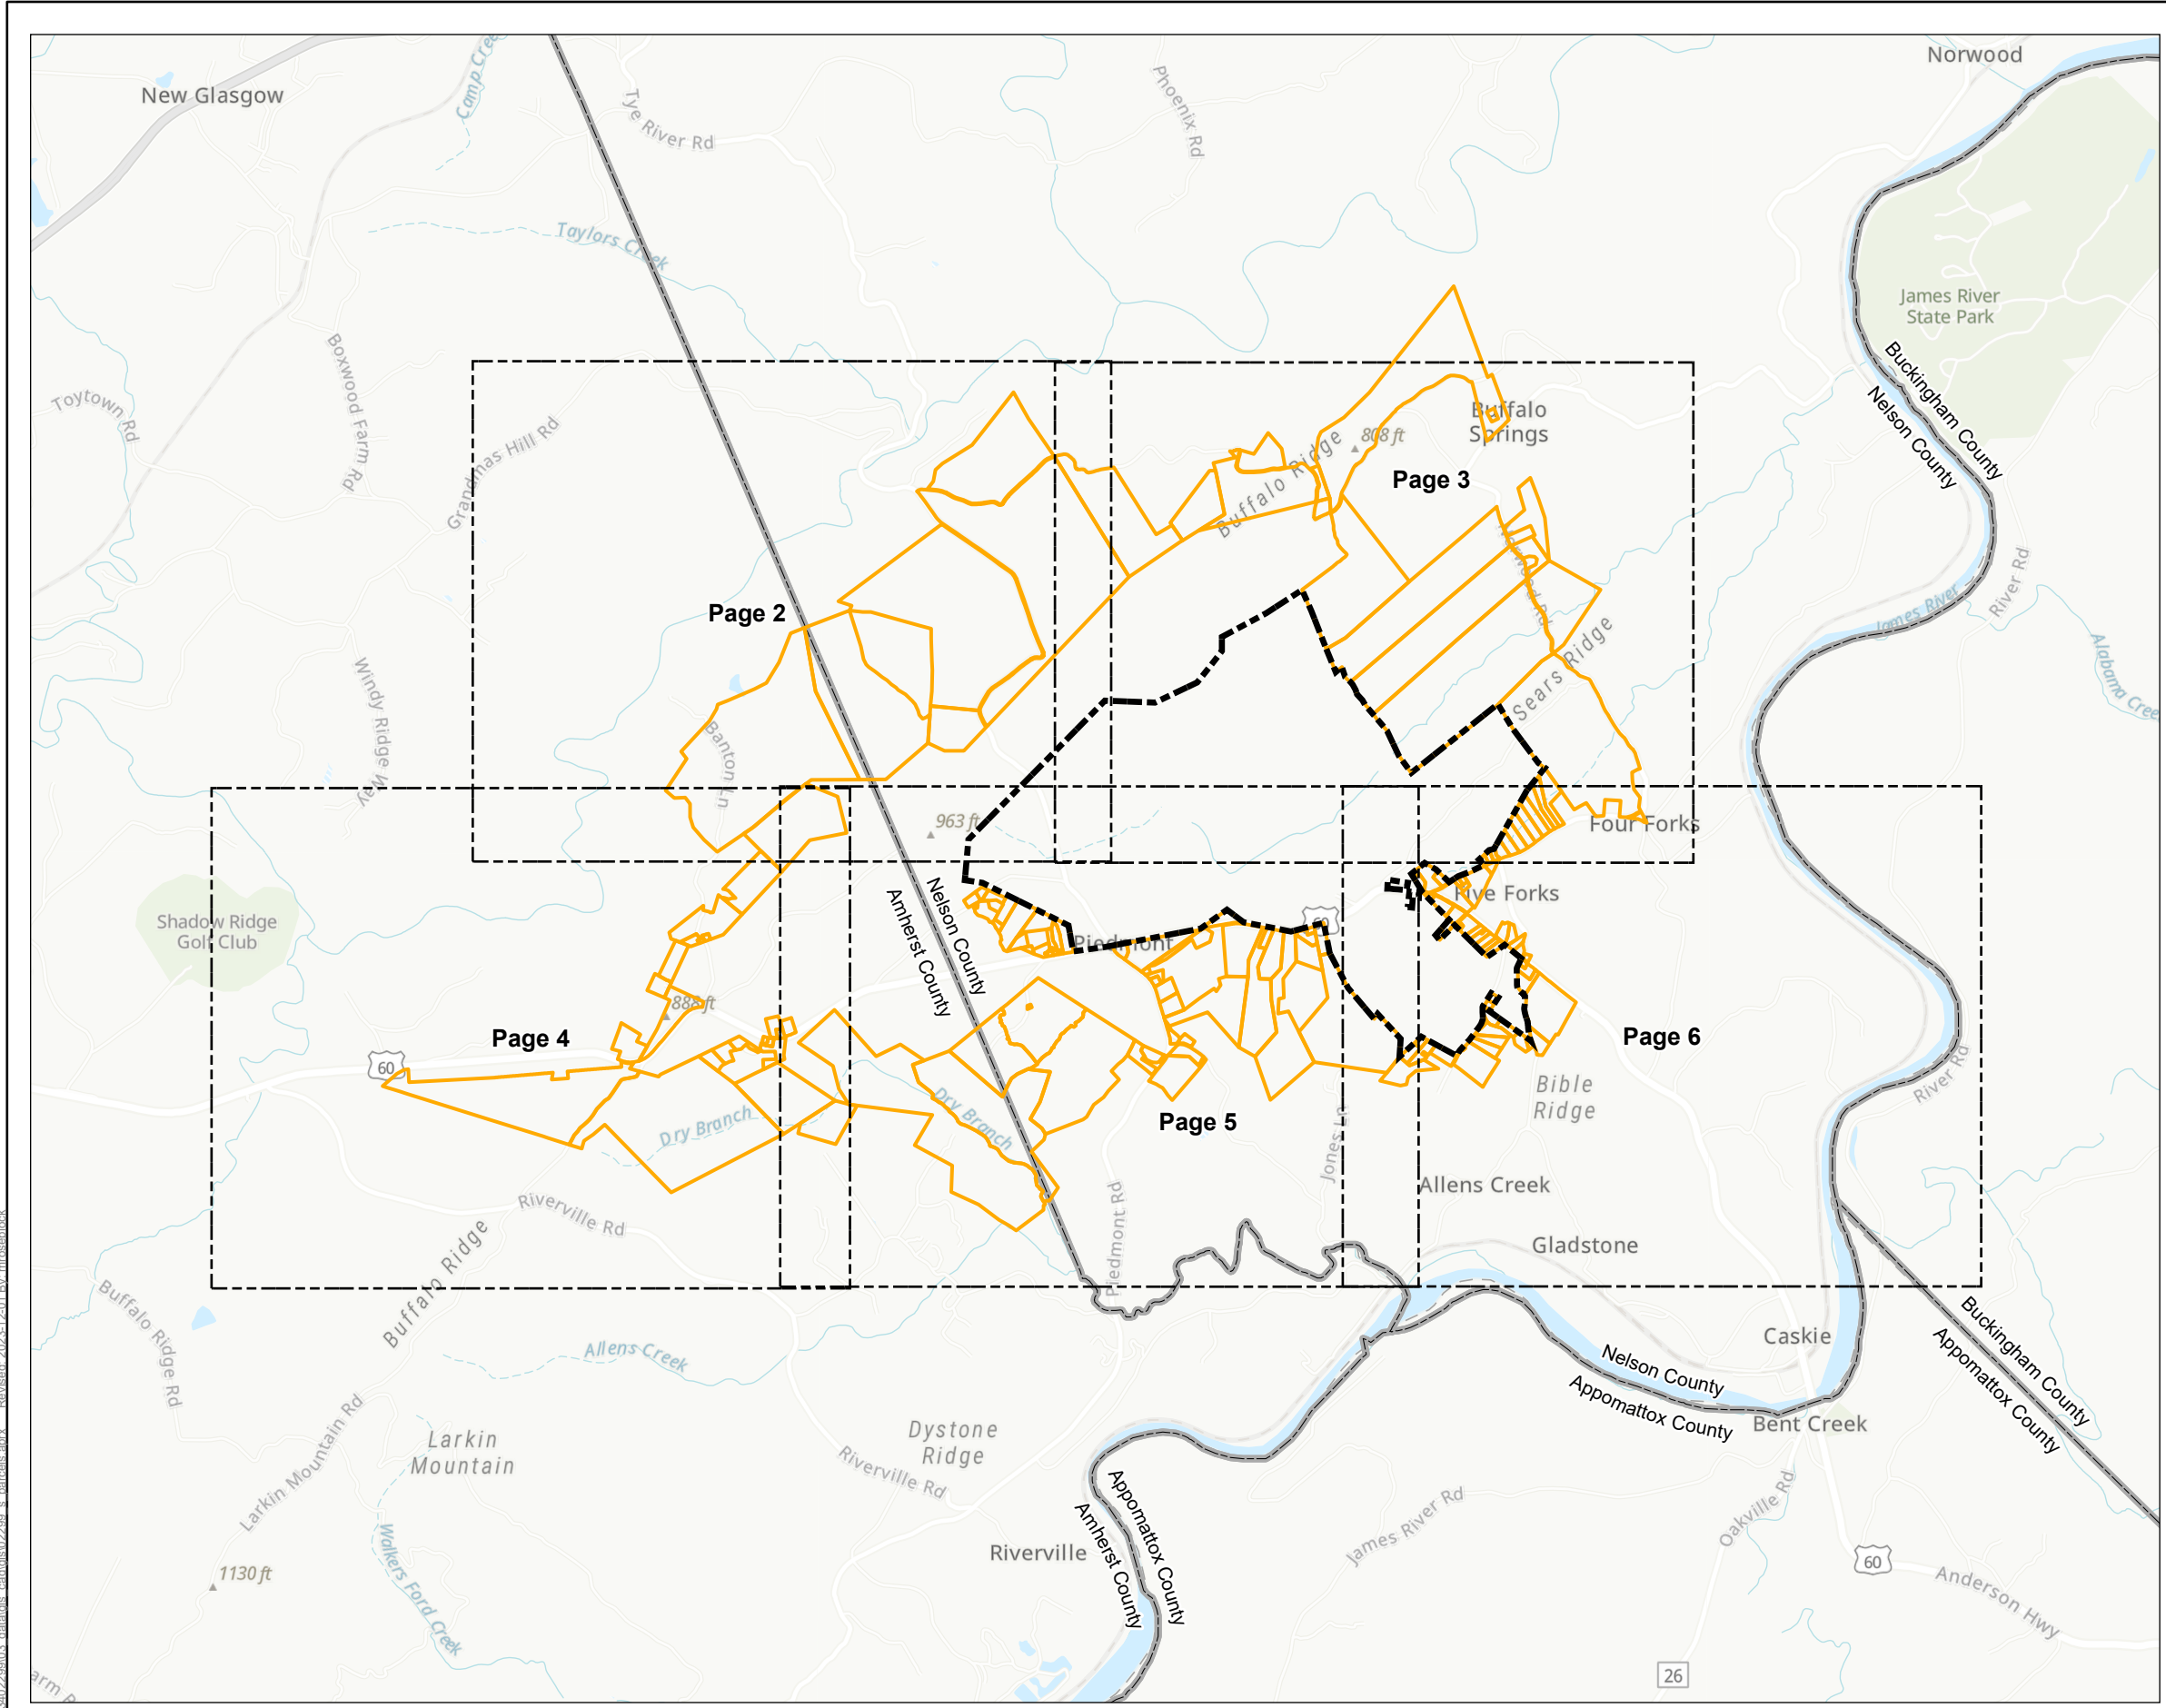 Norwood
New Glasgow
Camp Cree
Tye River Rd
Phoenix Rd
Taylors Creek
James River
State Park
Buckingham County
Nelson County
Boxwood Farm Rd
Toytown Rd
Grandmas Hill Rd
Buffalo
Springs
808 ft
Buffalo Ridge
Page 3
Norwood Rd
River Rd
James River
Page 2
Sears Ridge
Alabama Cree
Windy Ridge Way
Banton Ln
963 ft
Four Forks
Nelson County
Amherst County
Five Forks
Shadow Ridge
Golf Club
60
Piedmont
888 ft
Page 4
Page 6
60
River Rd
Bible
Ridge
Dry Branch
Dry Branch
Page 5
Jones Ln
Allens Creek
Piedmont Rd
Riverville Rd
Gladstone
Buffalo Ridge
Buffalo Ridge Rd
Allens Creek
Caskie
Buckingham County
Appomattox County
Nelson County
Appomattox County
Bent Creek
Larkin Mountain Rd
Larkin
Mountain
Dystone
Ridge
Riverville Rd
Appomattox County
Amherst County
James River Rd
Oakville Rd
Riverville
60
Anderson Hwy
1130 ft
Walkers Ford Creek
26
arm R